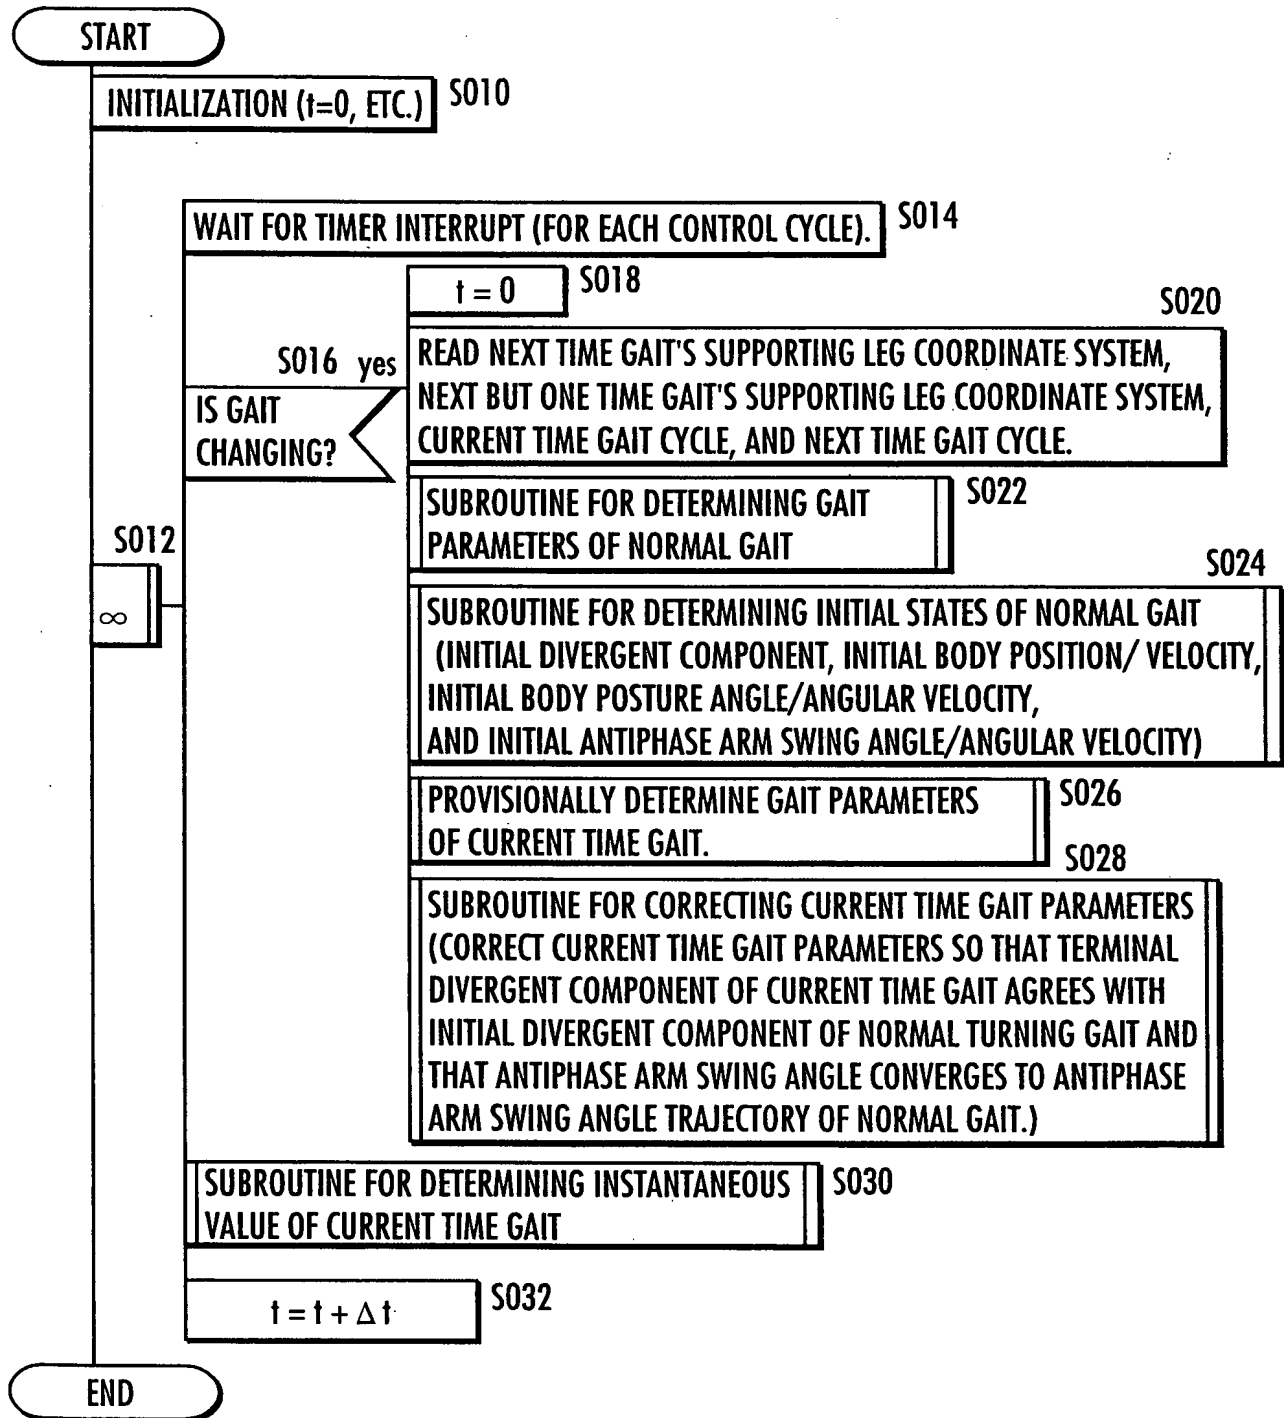 START
INITIALIZATION (t=0, ETC.)
S010
WAIT FOR TIMER INTERRUPT (FOR EACH CONTROL CYCLE).
S014
t = 0
S018
S020
S016 yes
READ NEXT TIME GAIT'S SUPPORTING LEG COORDINATE SYSTEM,
NEXT BUT ONE TIME GAIT'S SUPPORTING LEG COORDINATE SYSTEM,
CURRENT TIME GAIT CYCLE, AND NEXT TIME GAIT CYCLE.
IS GAIT
CHANGING?
SUBROUTINE FOR DETERMINING GAIT
PARAMETERS OF NORMAL GAIT
S022
S012
∞
S024
SUBROUTINE FOR DETERMINING INITIAL STATES OF NORMAL GAIT
(INITIAL DIVERGENT COMPONENT, INITIAL BODY POSITION/ VELOCITY,
INITIAL BODY POSTURE ANGLE/ANGULAR VELOCITY,
AND INITIAL ANTIPHASE ARM SWING ANGLE/ANGULAR VELOCITY)
PROVISIONALLY DETERMINE GAIT PARAMETERS
OF CURRENT TIME GAIT.
S026
S028
SUBROUTINE FOR CORRECTING CURRENT TIME GAIT PARAMETERS
(CORRECT CURRENT TIME GAIT PARAMETERS SO THAT TERMINAL
DIVERGENT COMPONENT OF CURRENT TIME GAIT AGREES WITH
INITIAL DIVERGENT COMPONENT OF NORMAL TURNING GAIT AND
THAT ANTIPHASE ARM SWING ANGLE CONVERGES TO ANTIPHASE
ARM SWING ANGLE TRAJECTORY OF NORMAL GAIT.)
SUBROUTINE FOR DETERMINING INSTANTANEOUS
VALUE OF CURRENT TIME GAIT
S030
t = t + Δ t
S032
END